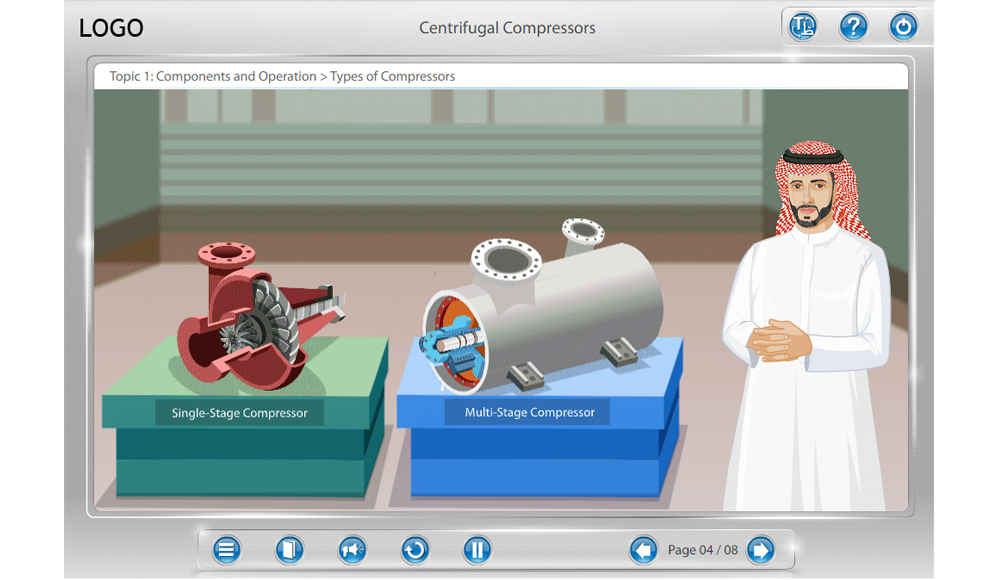 LOGO
Centrifugal Compressors
?
Topic 1: Components and Operation > Types of Compressors
Single-Stage Compressor
Multi-Stage Compressor
Page 04 / 08